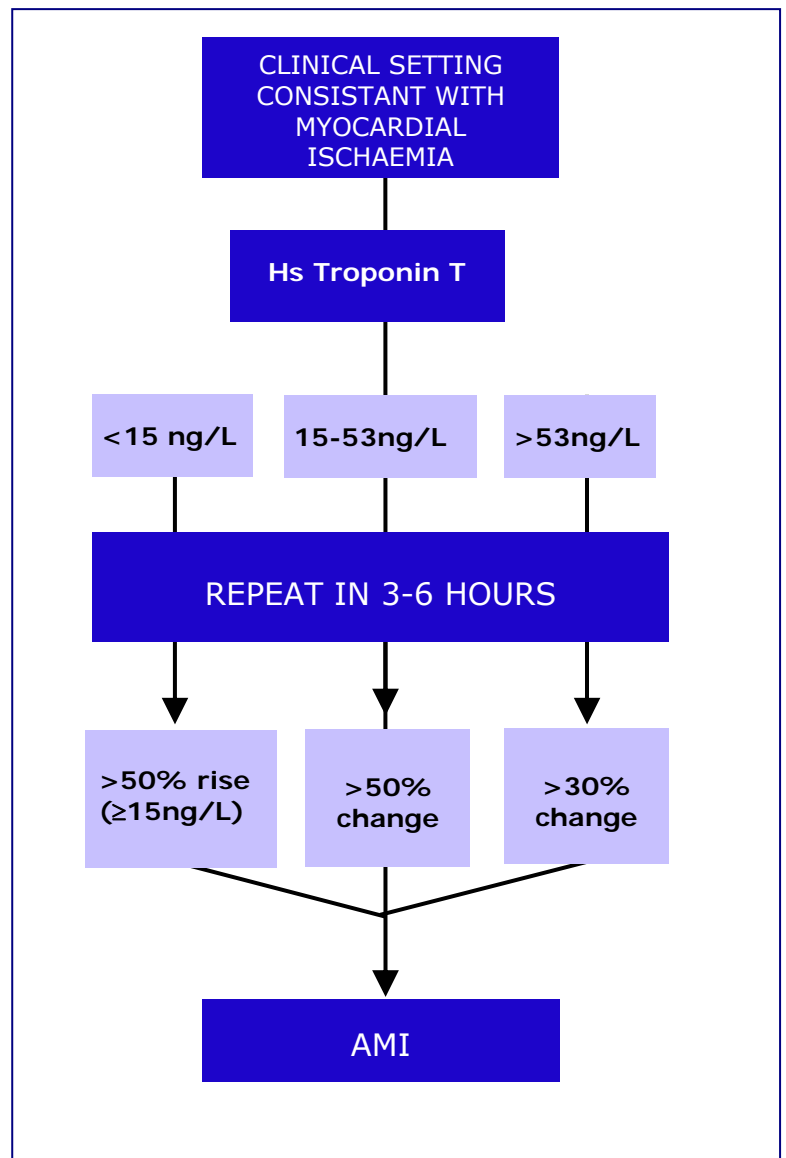 CLINICAL SETTING
CONSISTANT WITH
MYOCARDIAL
ISCHAEMIA
Hs Troponin T
<15 ng/L
15-53ng/L
>53ng/L
REPEAT IN 3-6 HOURS
>50% rise
(≥15ng/L)
>50%
change
>30%
change
AMI